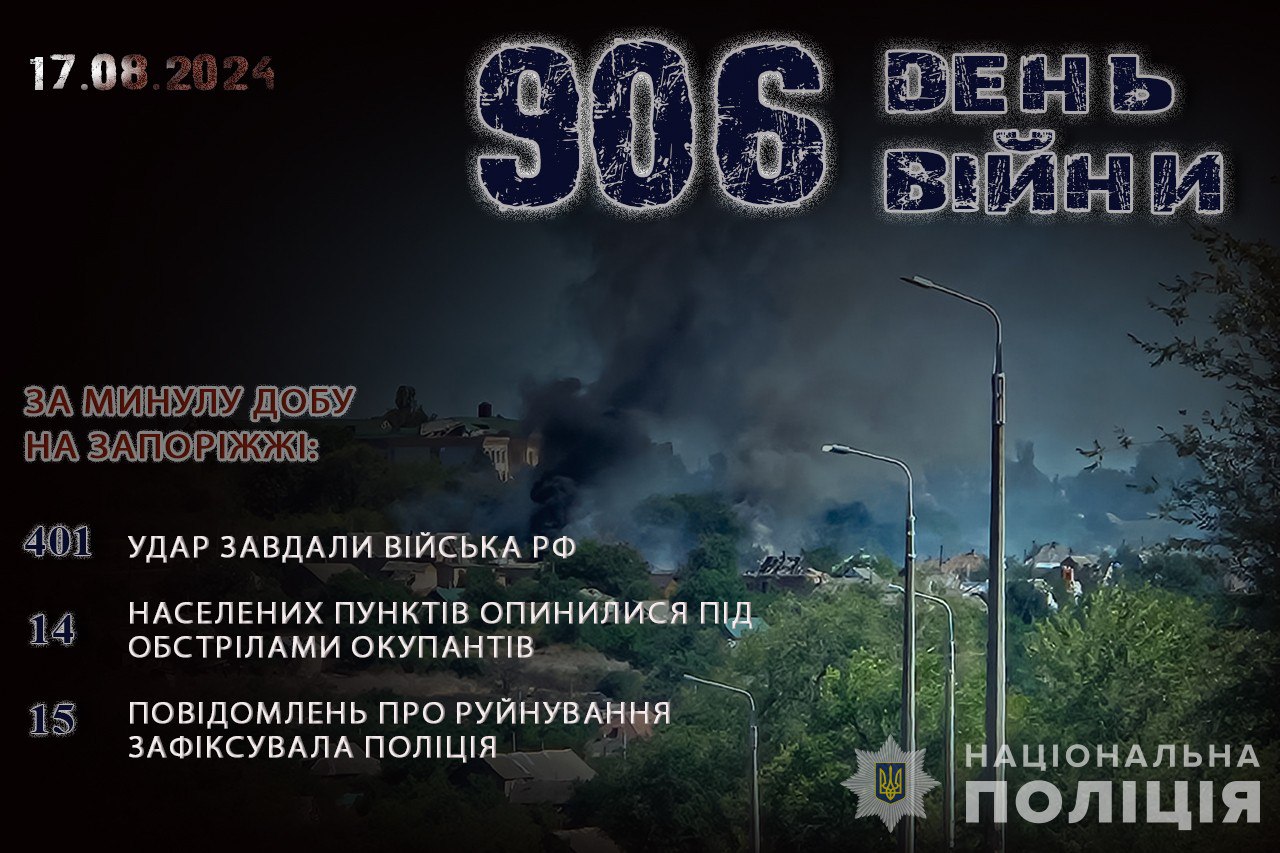 17.08.2024
906 ДЕНЬ
ВІЙНИ
ЗА МИНУЛУ ДОБУ
НА ЗАПОРІЖЖІ:
401 УДАР ЗАВДАЛИ ВІЙСЬКА РФ
14 НАСЕЛЕНИХ ПУНКТІВ ОПИНИЛИСЯ ПІД
ОБСТРІЛАМИ ОКУПАНТІВ
15 ПОВІДОМЛЕНЬ ПРО РУЙНУВАННЯ
ЗАФІКСУВАЛА ПОЛІЦІЯ
НАЦІОНАЛЬНА
ПОЛІЦІЯ